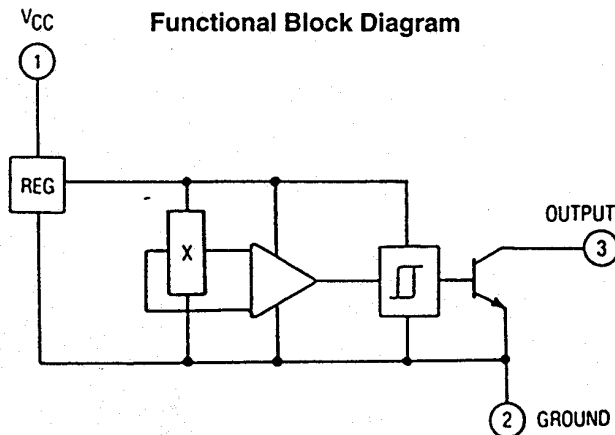 Functional Block Diagram
VCC
1
REG
X
OUTPUT
3
2 GROUND